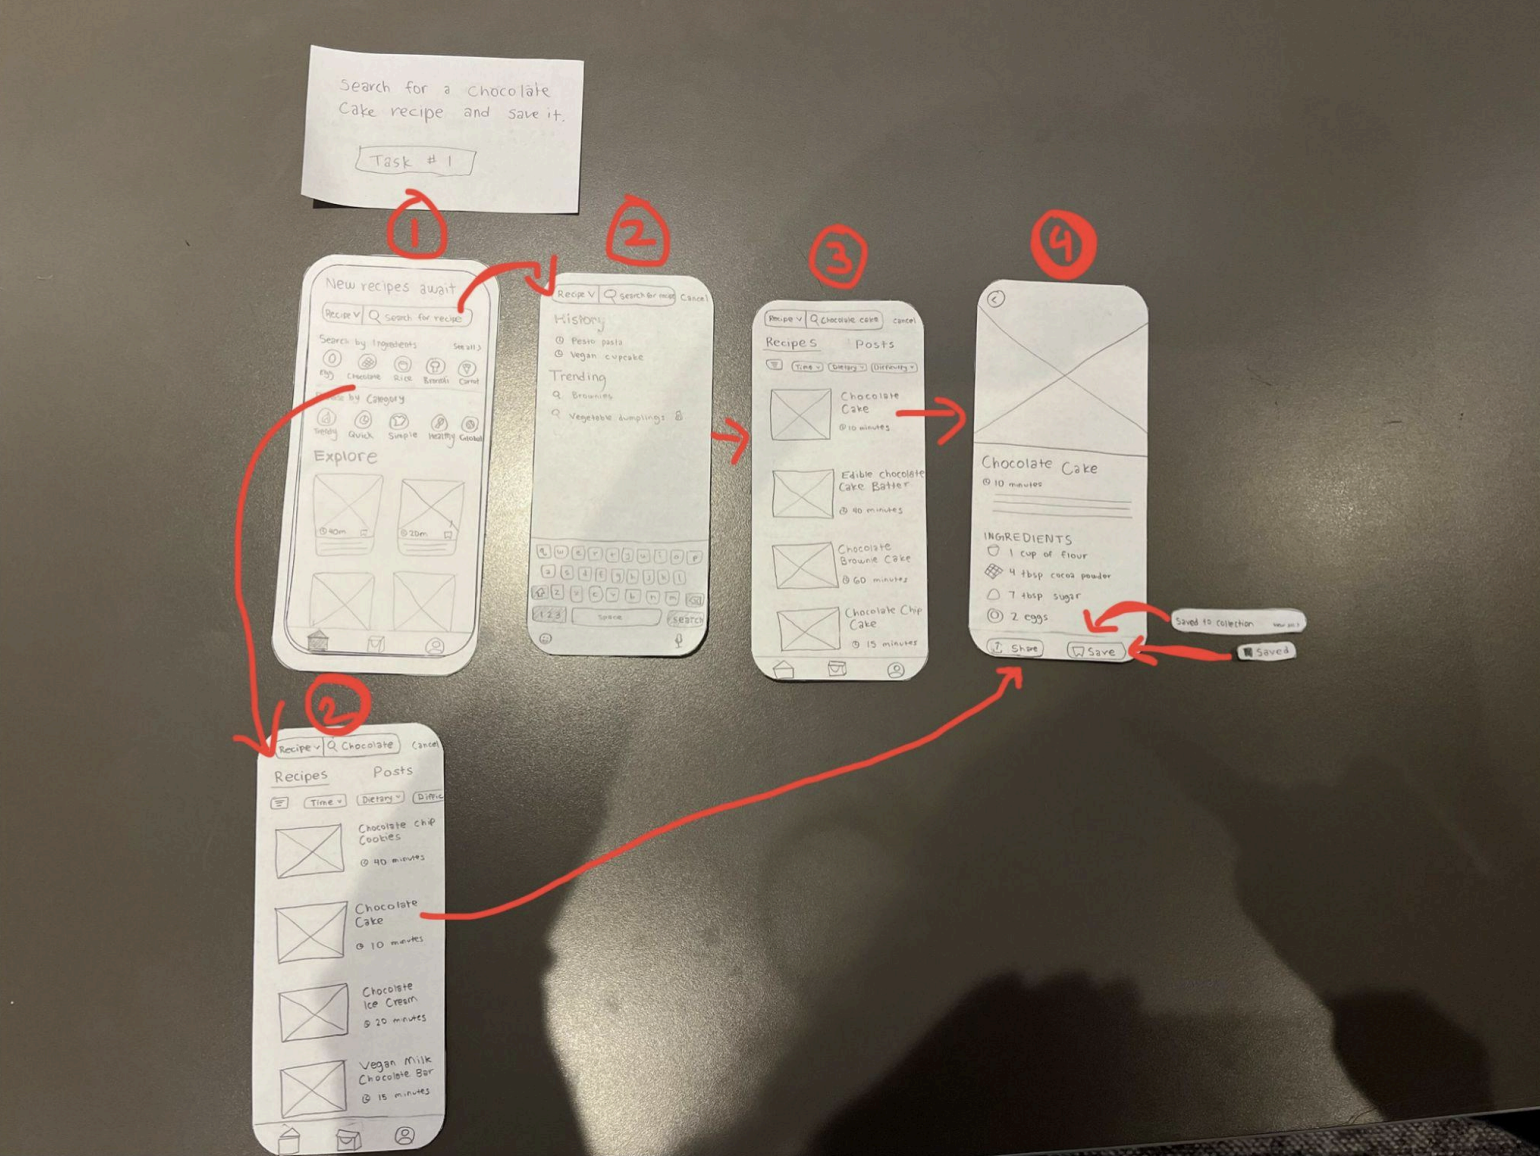 Search for a Chocolate
Cake recipe and save it.
Task # 1
1
New recipes await
Recipe
Search for recipe
Search by Ingredients
See all >
Egg
Chocolate
Rice
Carrot
by Category
Quick
Simple
Healthy
Global
Explore
40m
20m
2
Recipe
Search for
Cancel
History
Pesto pasta
Vegan cupcake
Trending
Brownies
Vegetable dumplings
123
Space
search
3
Recipe
Chocolate cake
Cancel
Recipes
Posts
Time
Dietary
Difficulty
Chocolate
Cake
10 minutes
Edible chocolate
Cake Batter
40 minutes
Chocolate
Brownie Cake
60 minutes
Chocolate Chip
Cake
15 minutes
4
Chocolate Cake
10 minutes
INGREDIENTS
1 cup of flour
4 tbsp cocoa powder
7 tbsp sugar
2 eggs
Share
Save
Saved to collection
Saved
2
Recipe
Chocolate
Cancel
Recipes
Posts
Time
Dietary
Diffic
Chocolate chip
Cookies
40 minutes
Chocolate
Cake
10 minutes
Chocolate
Ice Cream
20 minutes
Vegan Milk
Chocolate Bar
15 minutes